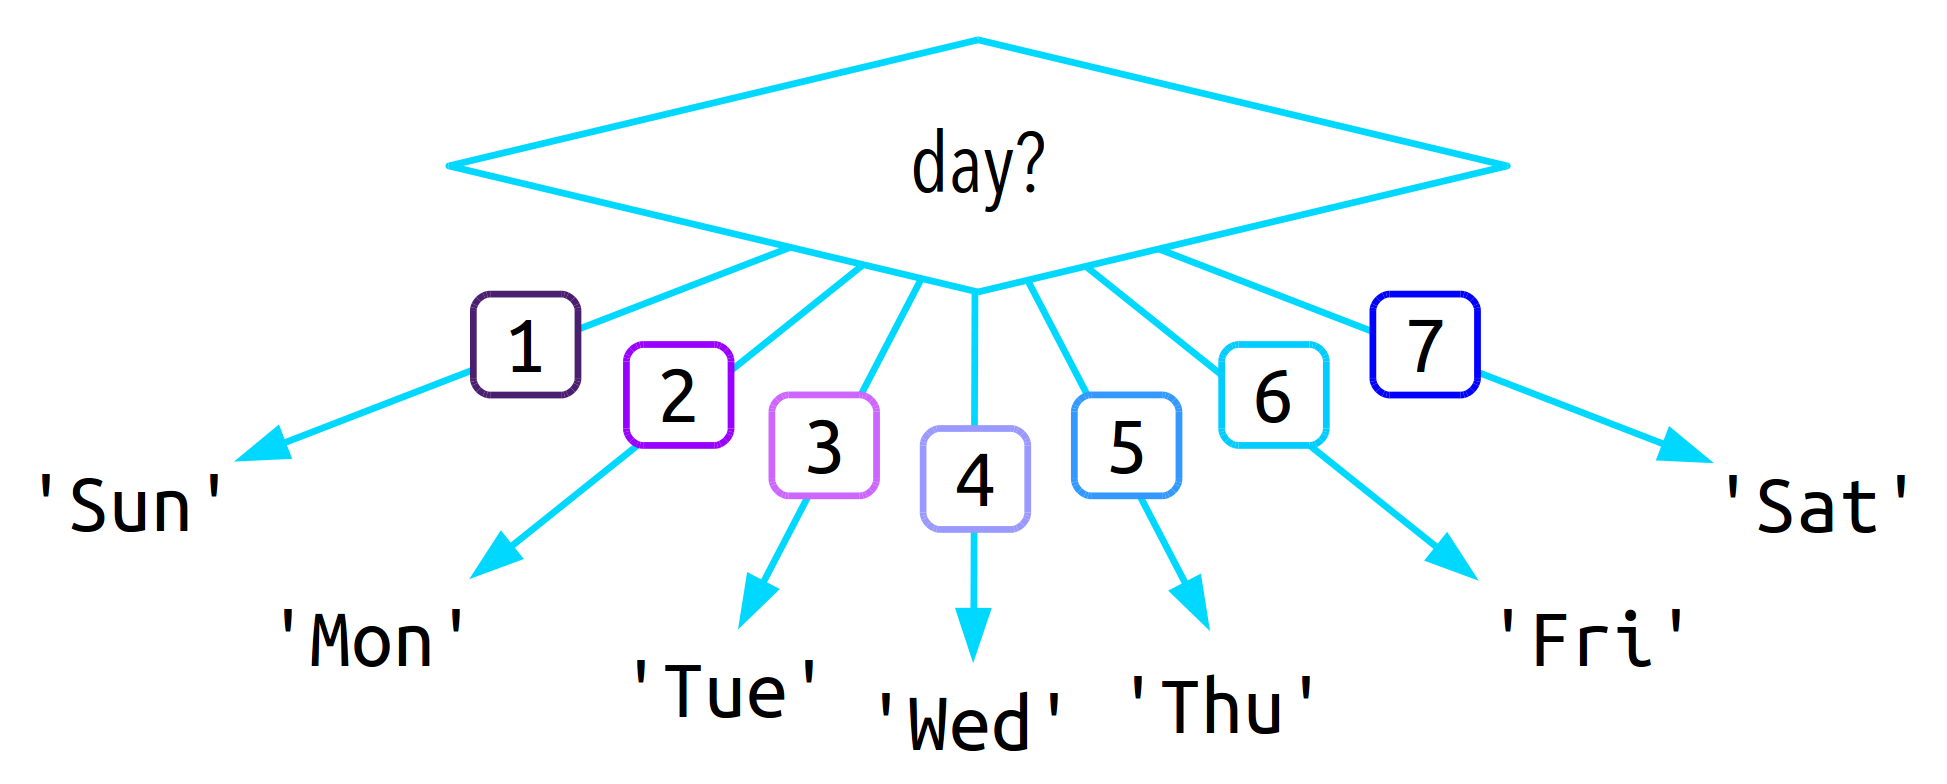 day?
1
2
3
4
5
6
7
'Sun'
'Mon'
'Tue'
'Wed'
'Thu'
'Fri'
'Sat'